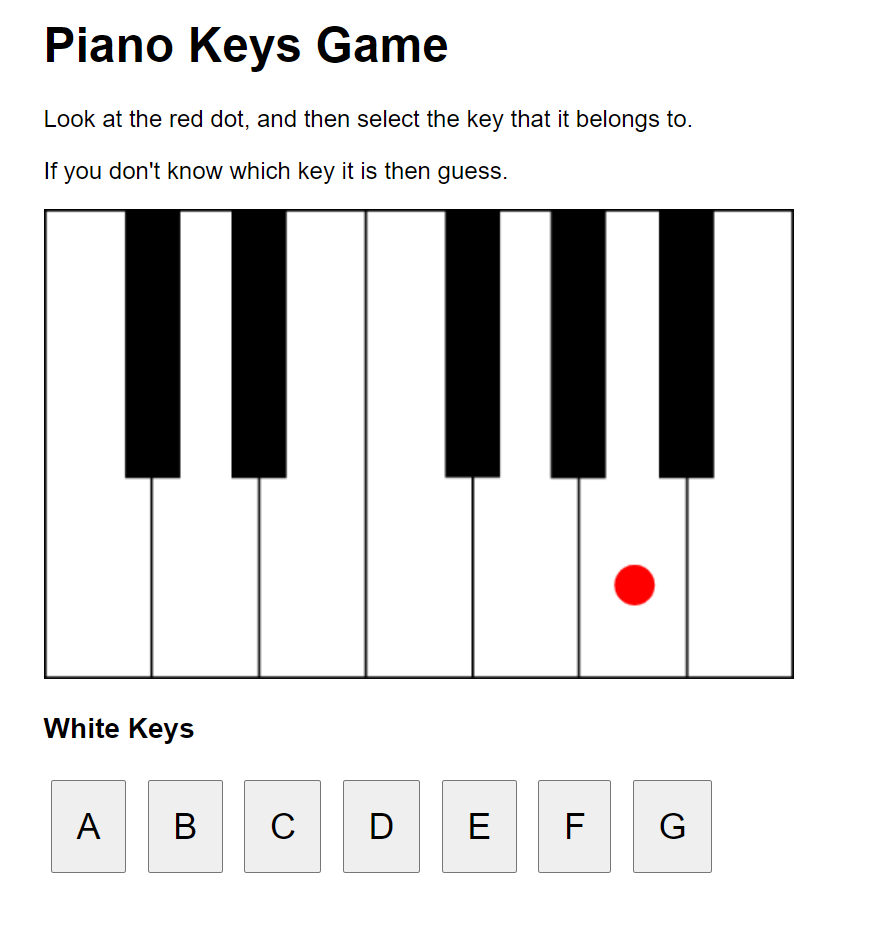 Piano Keys Game
Look at the red dot, and then select the key that it belongs to.
If you don't know which key it is then guess.
White Keys
A B C D E F G